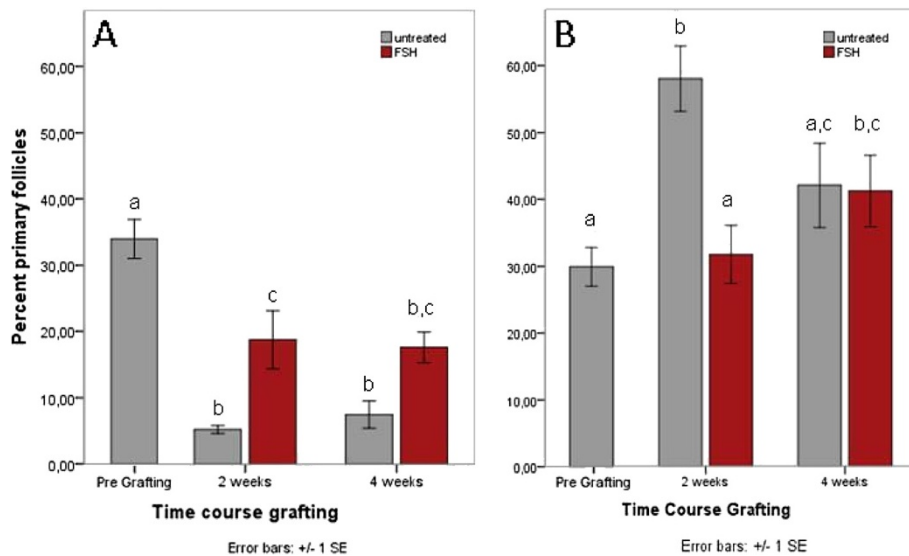 A
untreated
FSH
Percent primary follicles
60,00
50,00
40,00
30,00
20,00
10,00
0,00
a
b
c
b
b,c
Pre Grafting
2 weeks
4 weeks
Time course grafting
Error bars: +/- 1 SE
B
untreated
FSH
60,00
50,00
40,00
30,00
20,00
10,00
0,00
a
b
a
a,c
b,c
Pre Grafting
2 weeks
4 weeks
Time Course Grafting
Error bars: +/- 1 SE